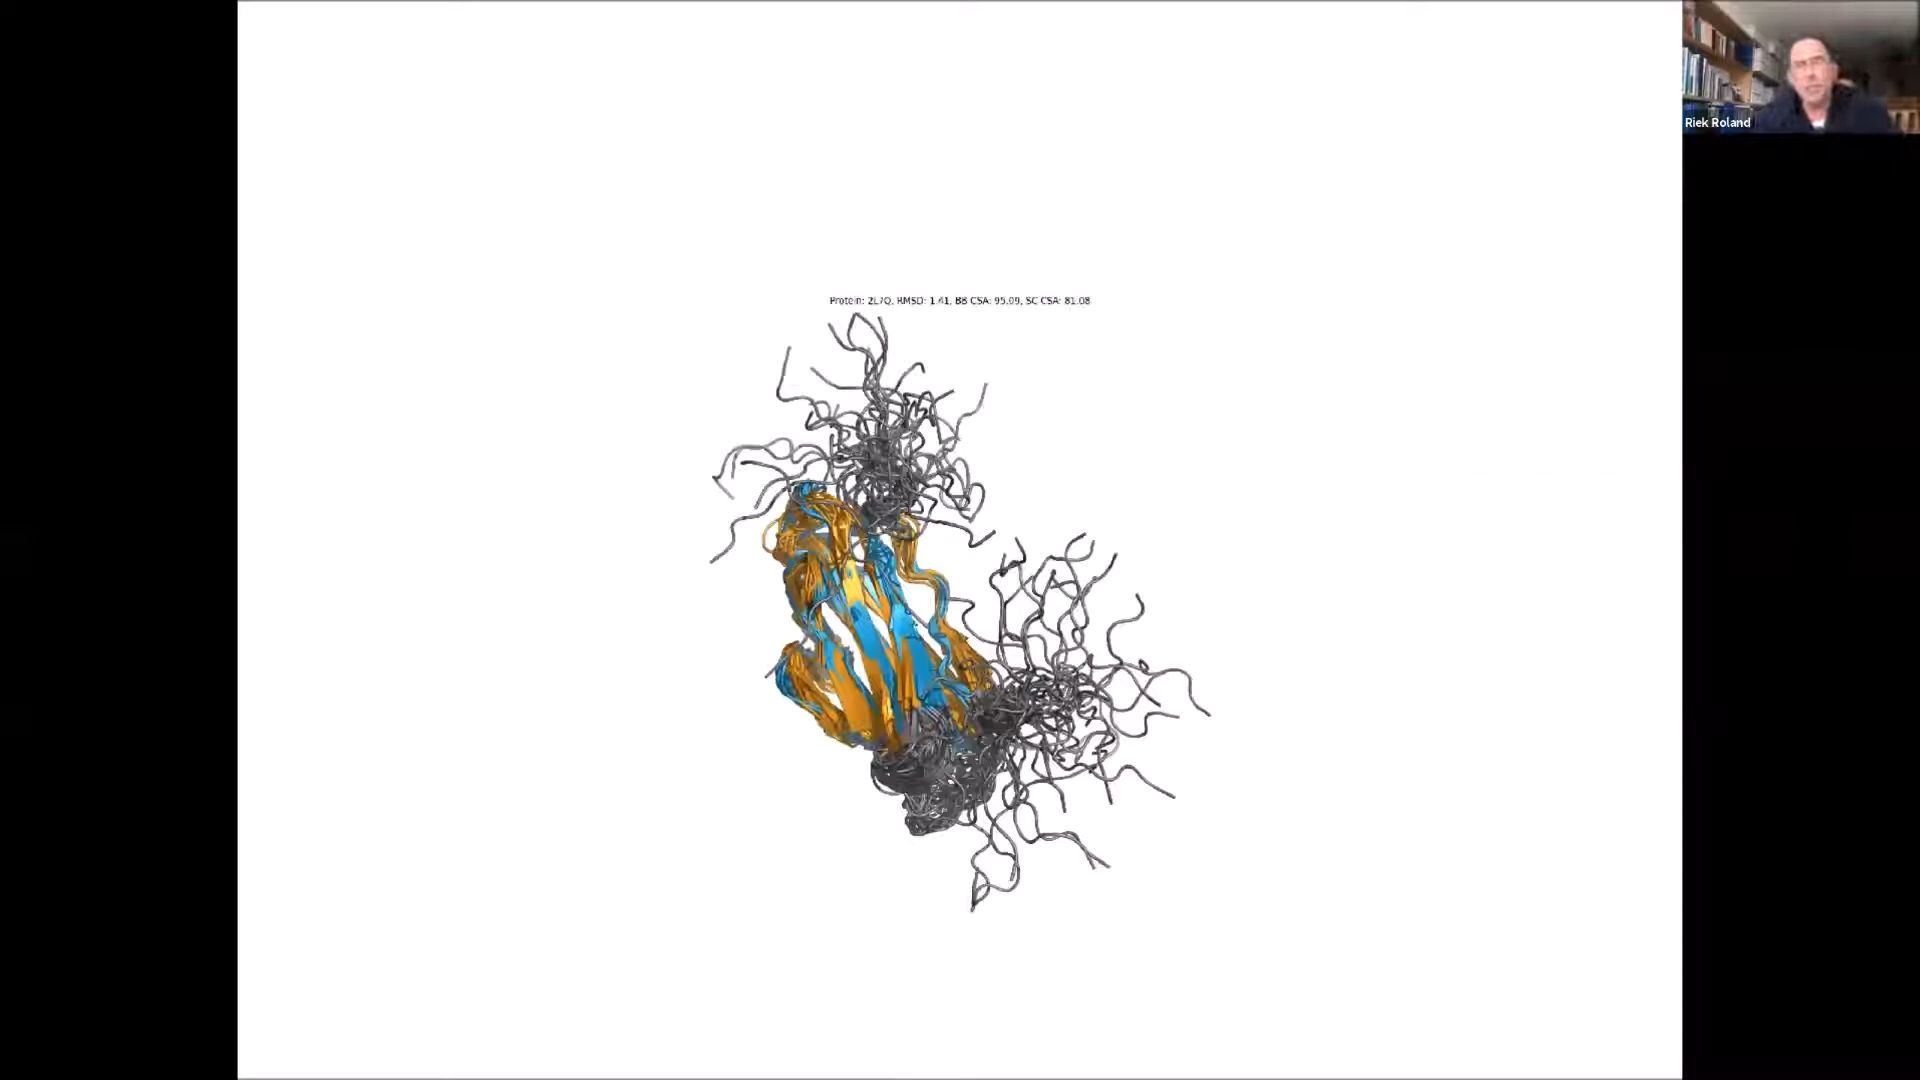 Riek Roland
Protein: 2L7Q, RMSD: 1.41, BB CSA: 95.09, SC CSA: 81.08